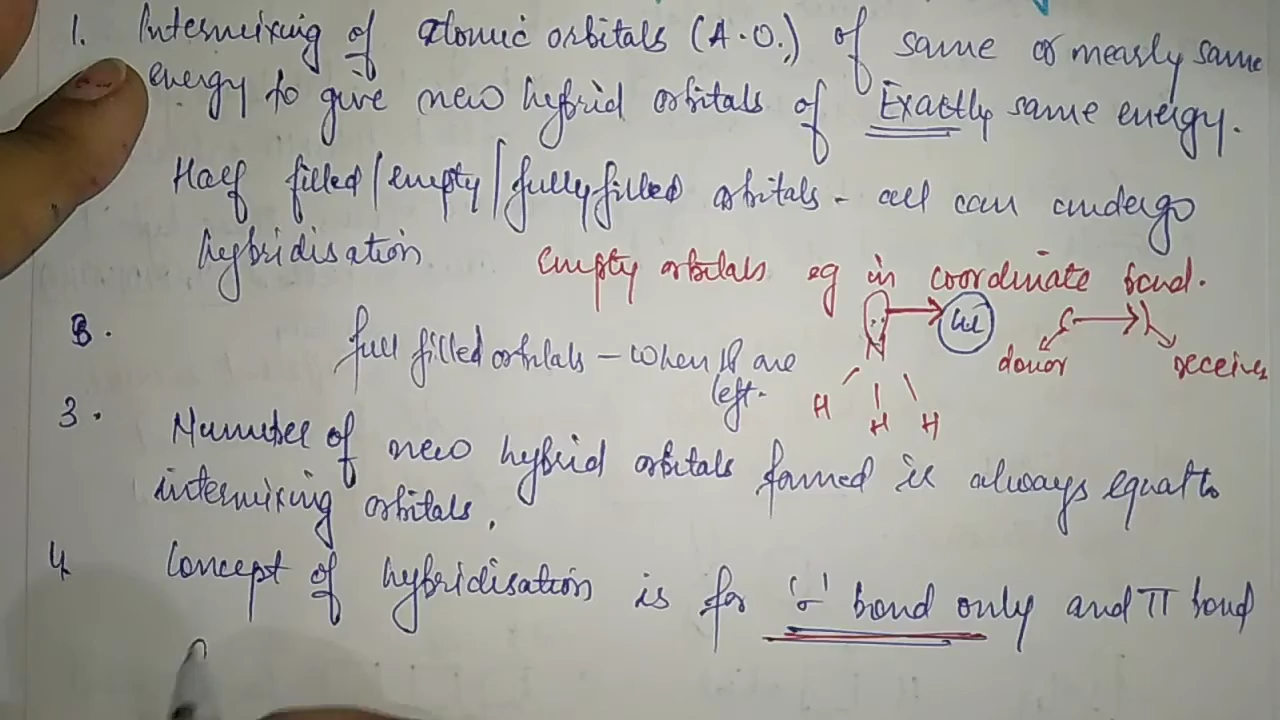 1. Intermixing of atomic orbitals (A.O.) of same or nearly same
energy to give new hybrid orbitals of Exactly same energy.
Half filled/empty/fully filled orbitals - all can undergo
hybridisation
empty orbitals eg in coordinate bond.
donor
receiver
full filled orbitals - when are
left.
N
H
H
H
3. Number of new hybrid orbitals formed is always equal to
intermixing orbitals.
4. Concept of hybridisation is for 'σ' bond only and π bond